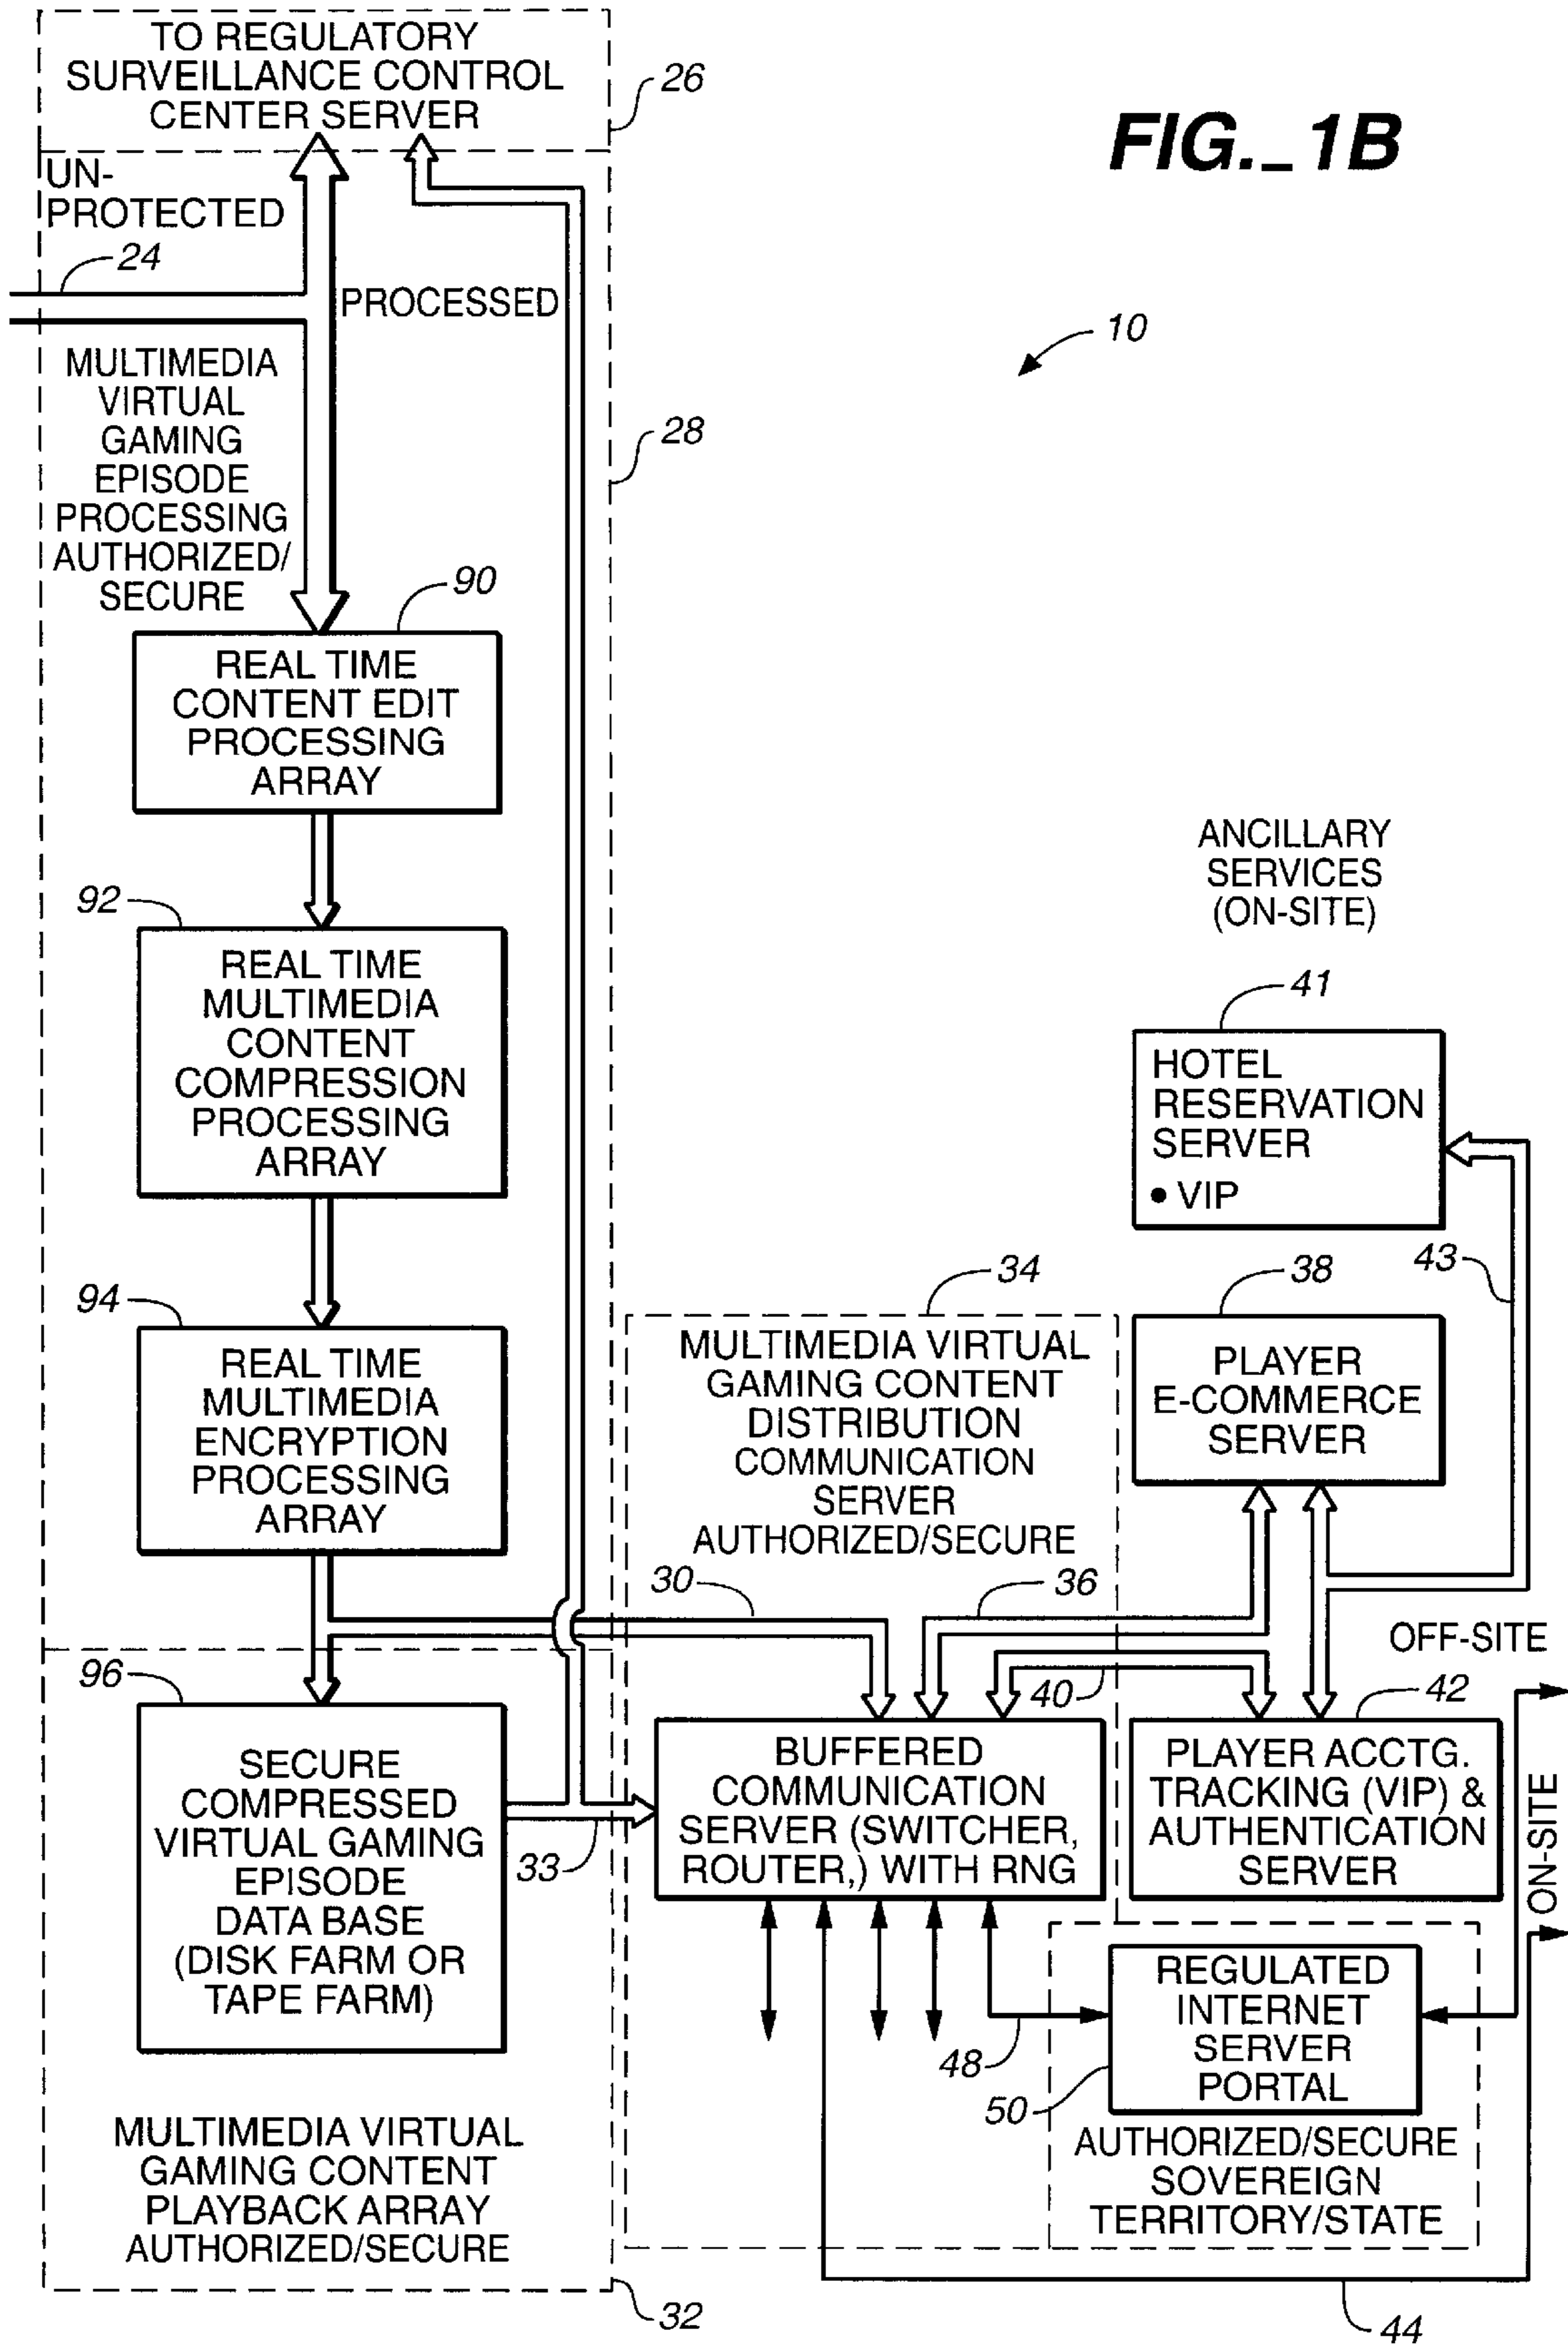 TO REGULATORY
SURVEILLANCE CONTROL
CENTER SERVER
26
FIG._1B
UN-
PROTECTED
24
PROCESSED
10
MULTIMEDIA
VIRTUAL
GAMING
EPISODE
PROCESSING
AUTHORIZED/
SECURE
28
90
REAL TIME
CONTENT EDIT
PROCESSING
ARRAY
92
REAL TIME
MULTIMEDIA
CONTENT
COMPRESSION
PROCESSING
ARRAY
94
REAL TIME
MULTIMEDIA
ENCRYPTION
PROCESSING
ARRAY
ANCILLARY
SERVICES
(ON-SITE)
41
HOTEL
RESERVATION
SERVER
• VIP
43
34
MULTIMEDIA VIRTUAL
GAMING CONTENT
DISTRIBUTION
COMMUNICATION
SERVER
AUTHORIZED/SECURE
38
PLAYER
E-COMMERCE
SERVER
30
36
40
OFF-SITE
ON-SITE
96
SECURE
COMPRESSED
VIRTUAL GAMING
EPISODE
DATA BASE
(DISK FARM OR
TAPE FARM)
33
BUFFERED
COMMUNICATION
SERVER (SWITCHER,
ROUTER,) WITH RNG
42
PLAYER ACCTG.
TRACKING (VIP) &
AUTHENTICATION
SERVER
48
50
REGULATED
INTERNET
SERVER
PORTAL
AUTHORIZED/SECURE
SOVEREIGN
TERRITORY/STATE
MULTIMEDIA VIRTUAL
GAMING CONTENT
PLAYBACK ARRAY
AUTHORIZED/SECURE
32
44